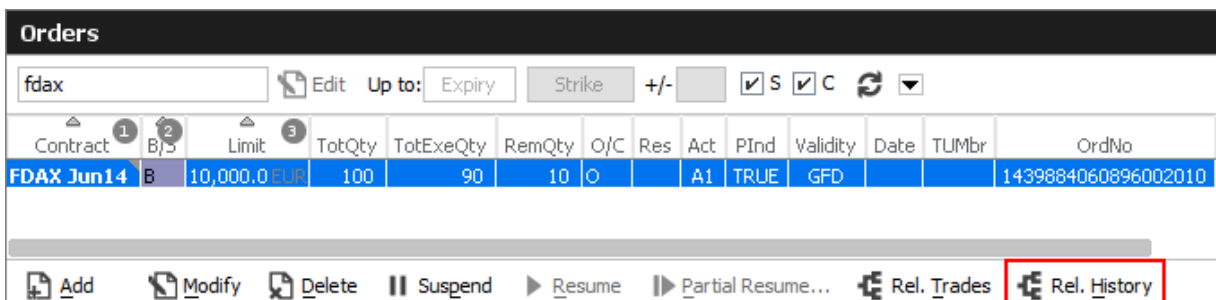 Orders
fdax Edit Up to: Expiry Strike +/- S C
Contract 1 B/S 2 Limit 3 TotQty TotExeQty RemQty O/C Res Act PInd Validity Date TUMbr OrdNo
FDAX Jun14 B 10,000.0 EUR 100 90 10 O A1 TRUE GFD 1439884060896002010
Add Modify Delete Suspend Resume Partial Resume... Rel. Trades Rel. History